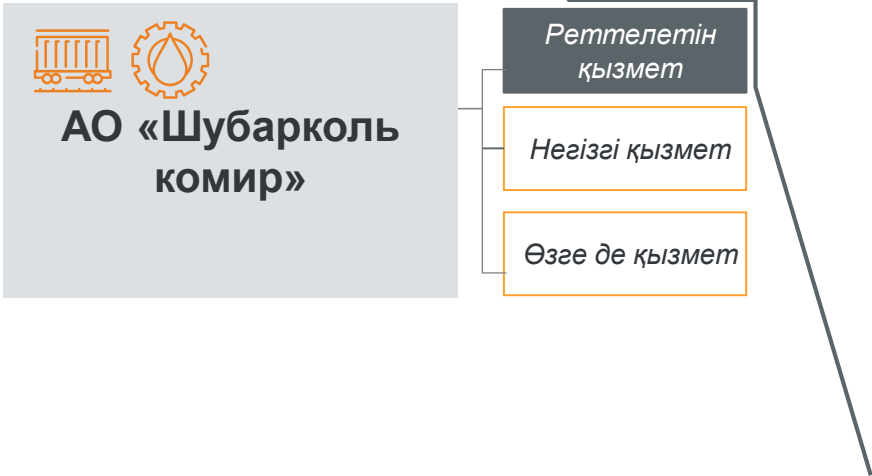 АО «Шубарколь
комир»
Реттелетін
қызмет
Негізгі қызмет
Өзге де қызмет